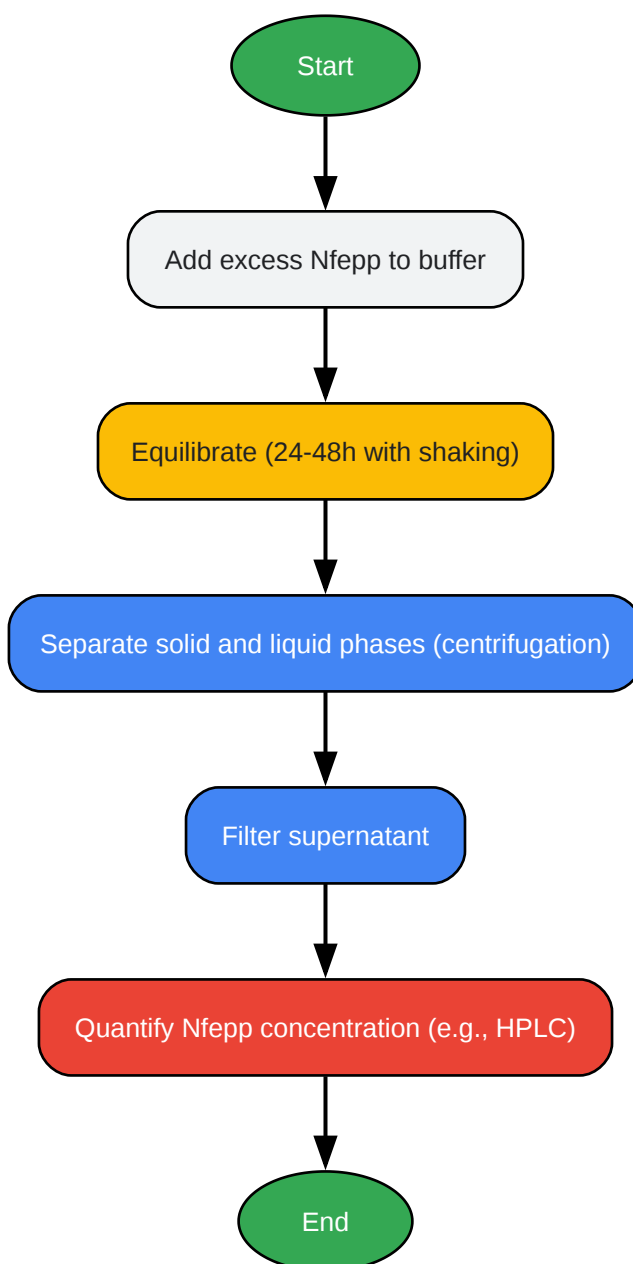 Start
Add excess Nfepp to buffer
Equilibrate (24-48h with shaking)
Separate solid and liquid phases (centrifugation)
Filter supernatant
Quantify Nfepp concentration (e.g., HPLC)
End